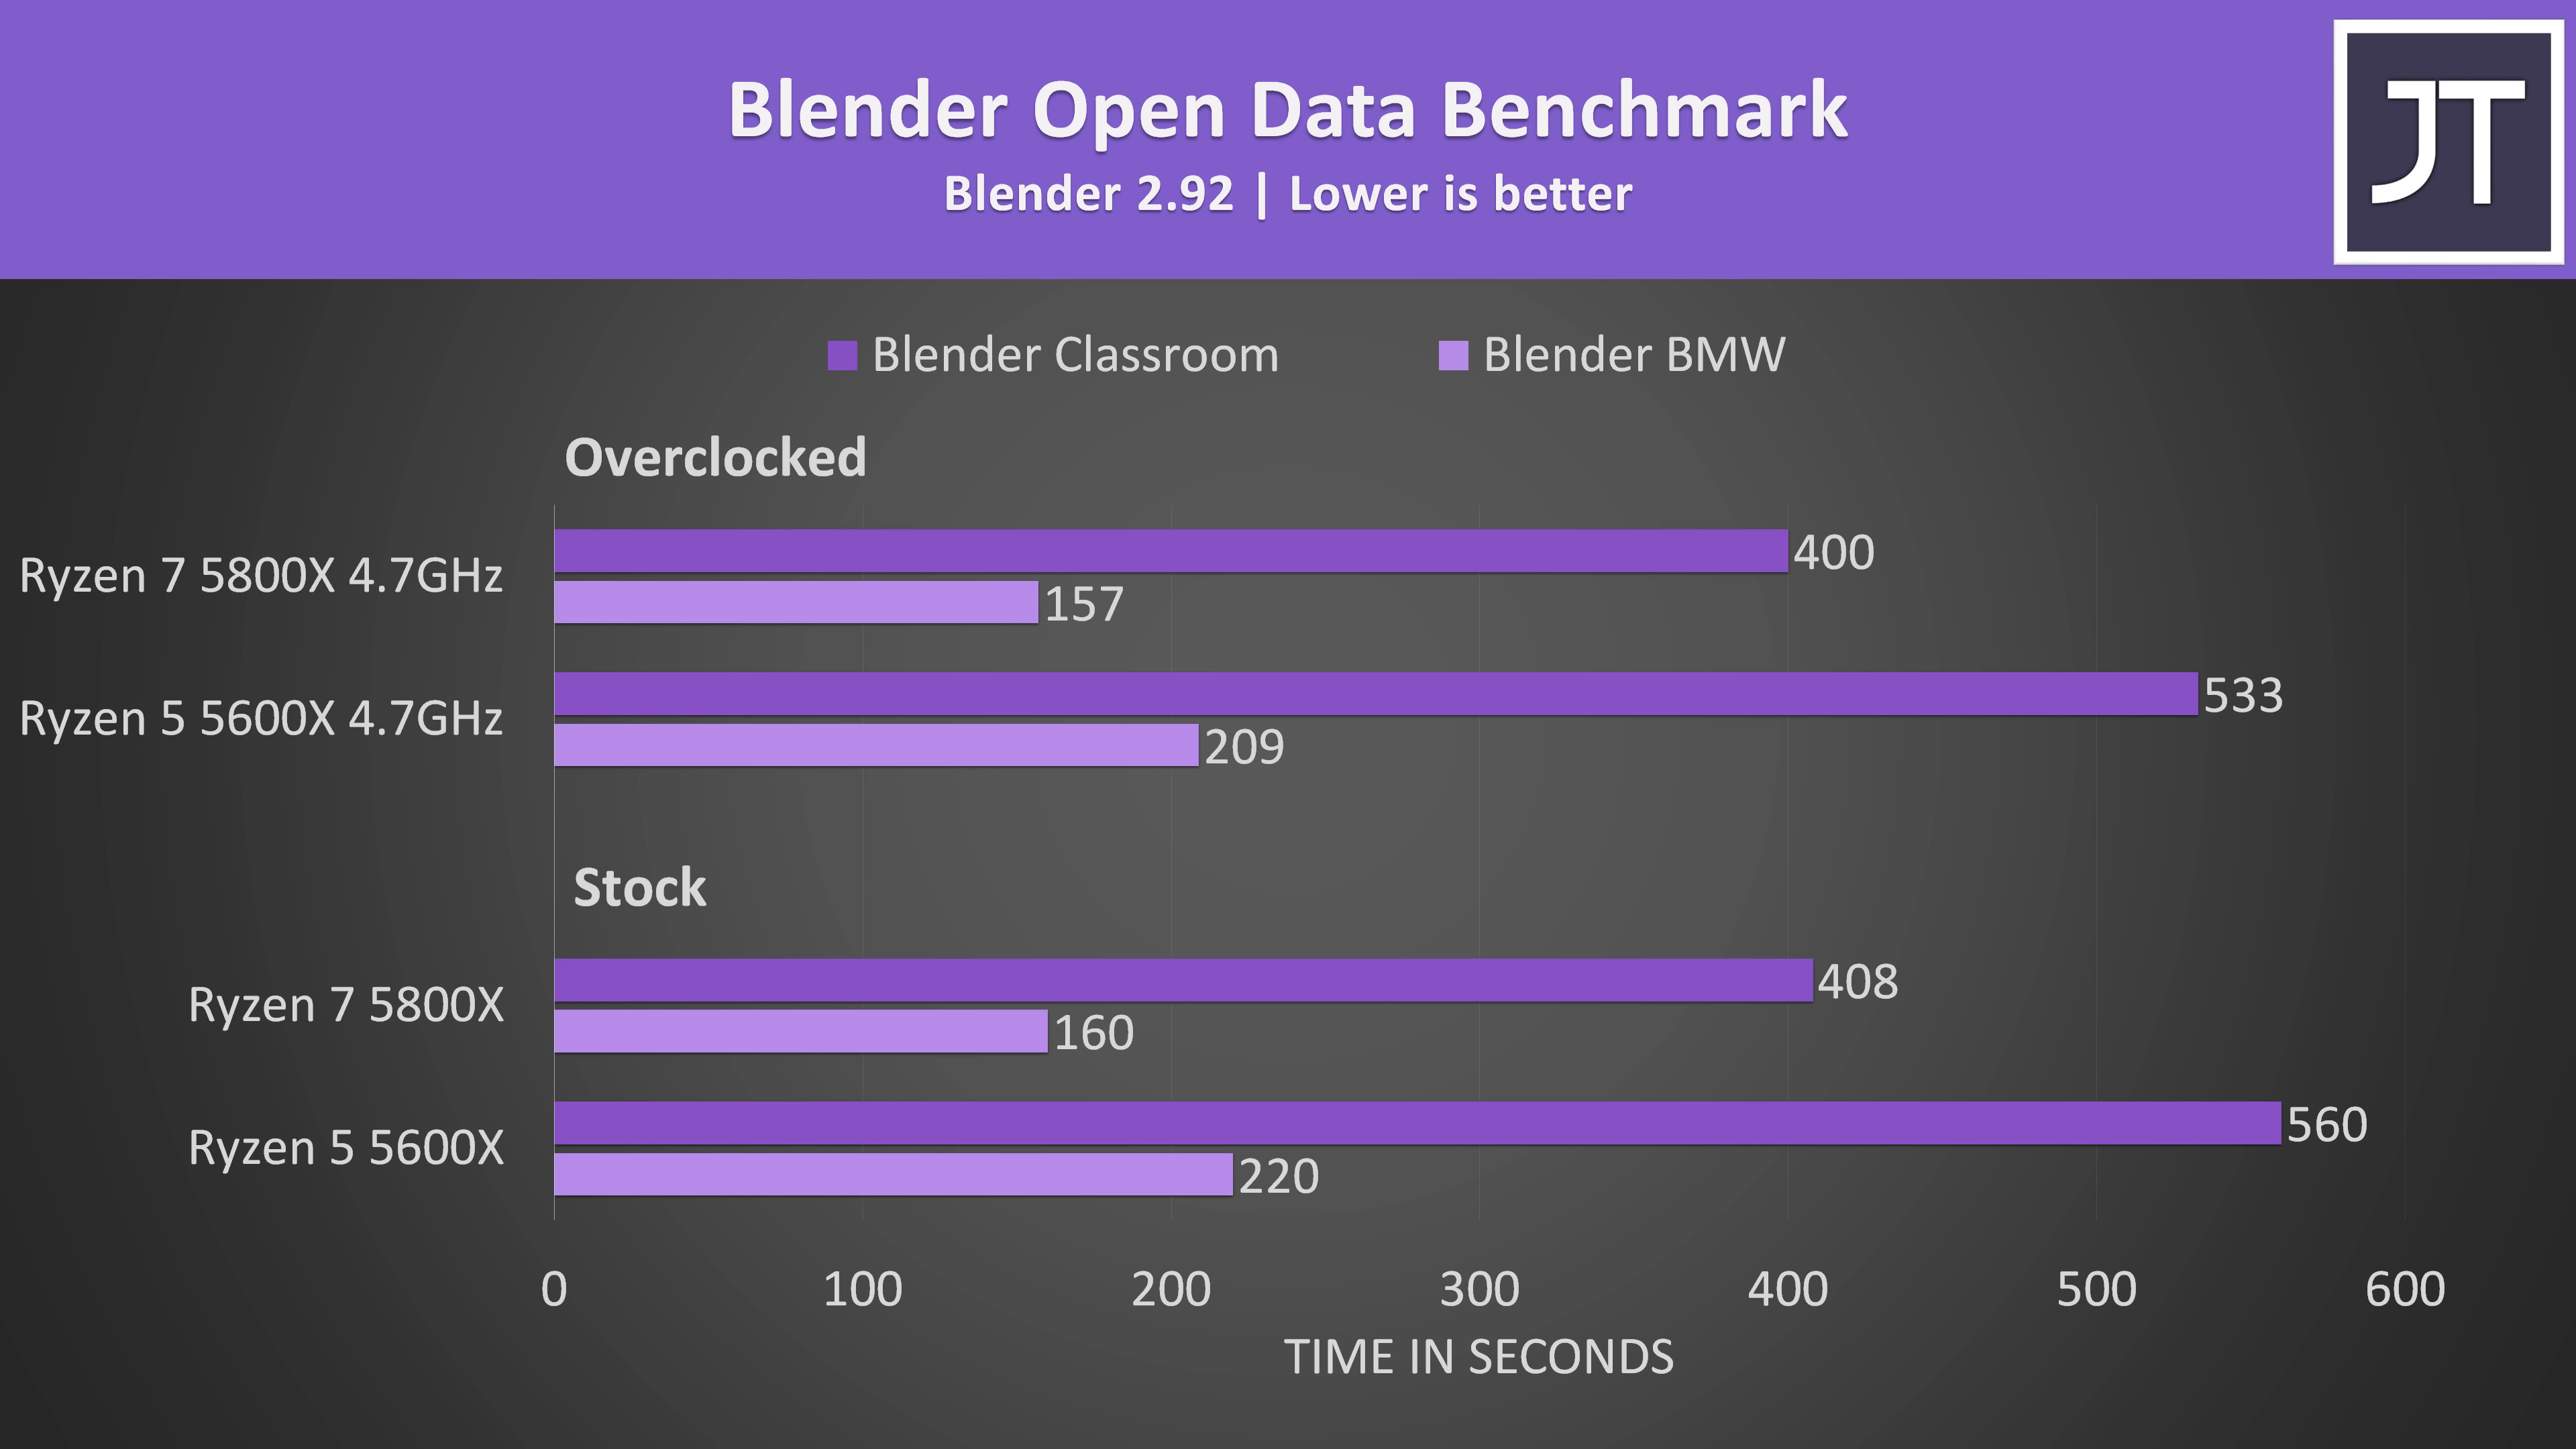 Blender Open Data Benchmark
Blender 2.92 | Lower is better
JT
Blender Classroom
Blender BMW
Overclocked
Ryzen 7 5800X 4.7GHz
400
157
Ryzen 5 5600X 4.7GHz
533
209
Stock
Ryzen 7 5800X
408
160
Ryzen 5 5600X
560
220
0 100 200 300 400 500 600
TIME IN SECONDS